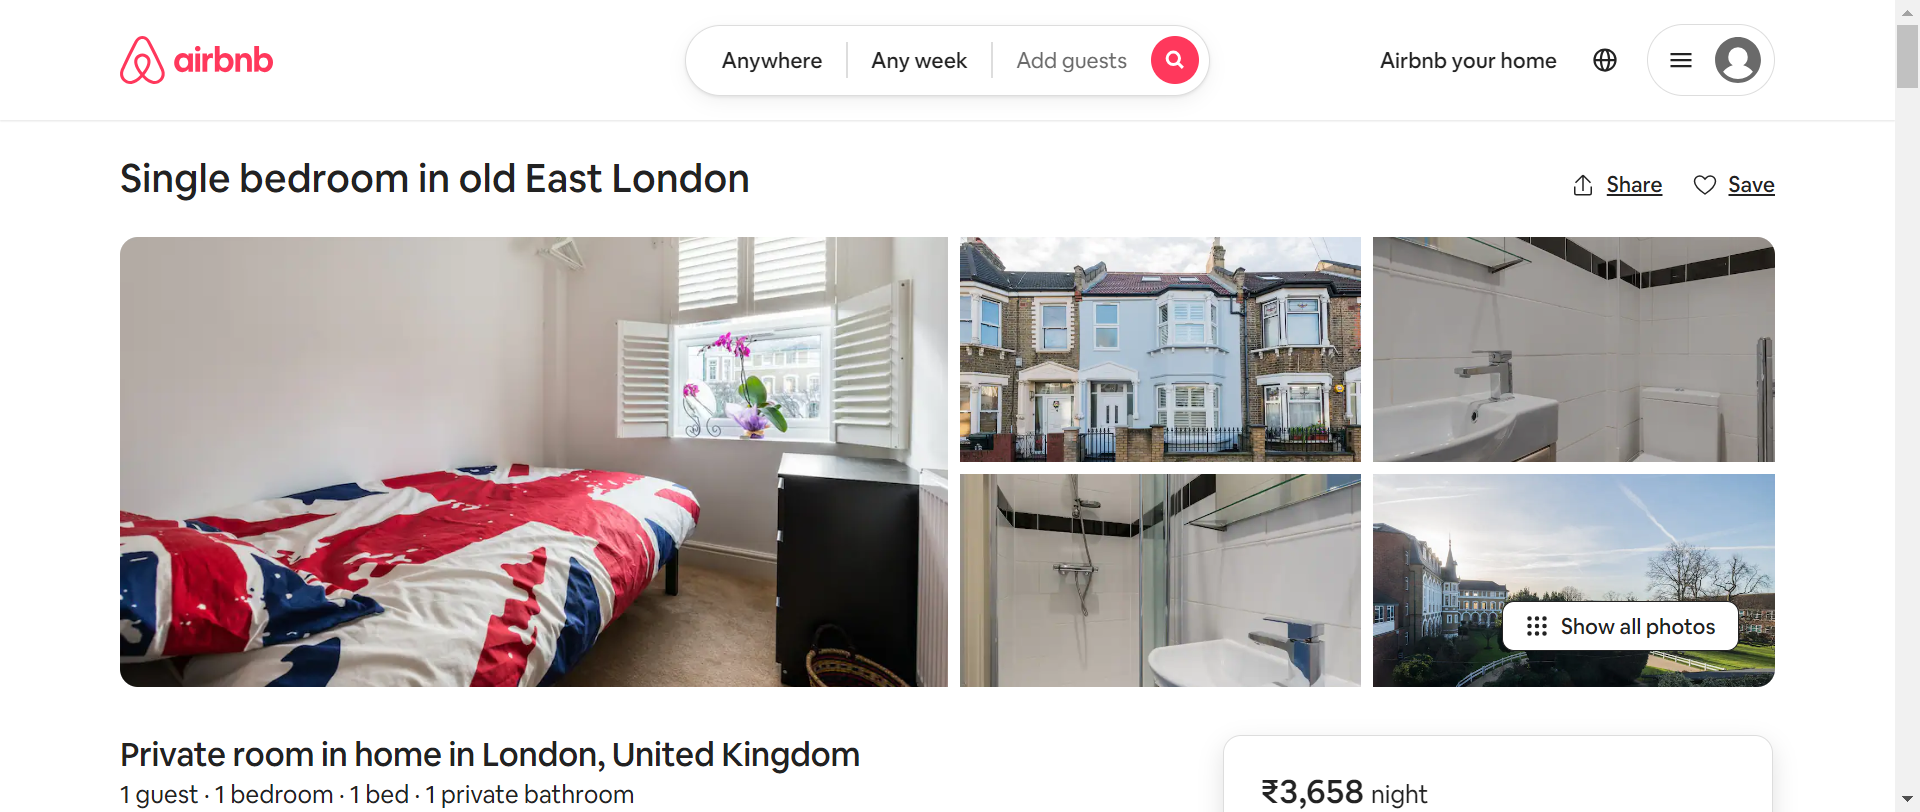 airbnb
Anywhere
Any week
Add guests
Airbnb your home
Single bedroom in old East London
Share
Save
Show all photos
Private room in home in London, United Kingdom
1 guest · 1 bedroom · 1 bed · 1 private bathroom
₹3,658 night